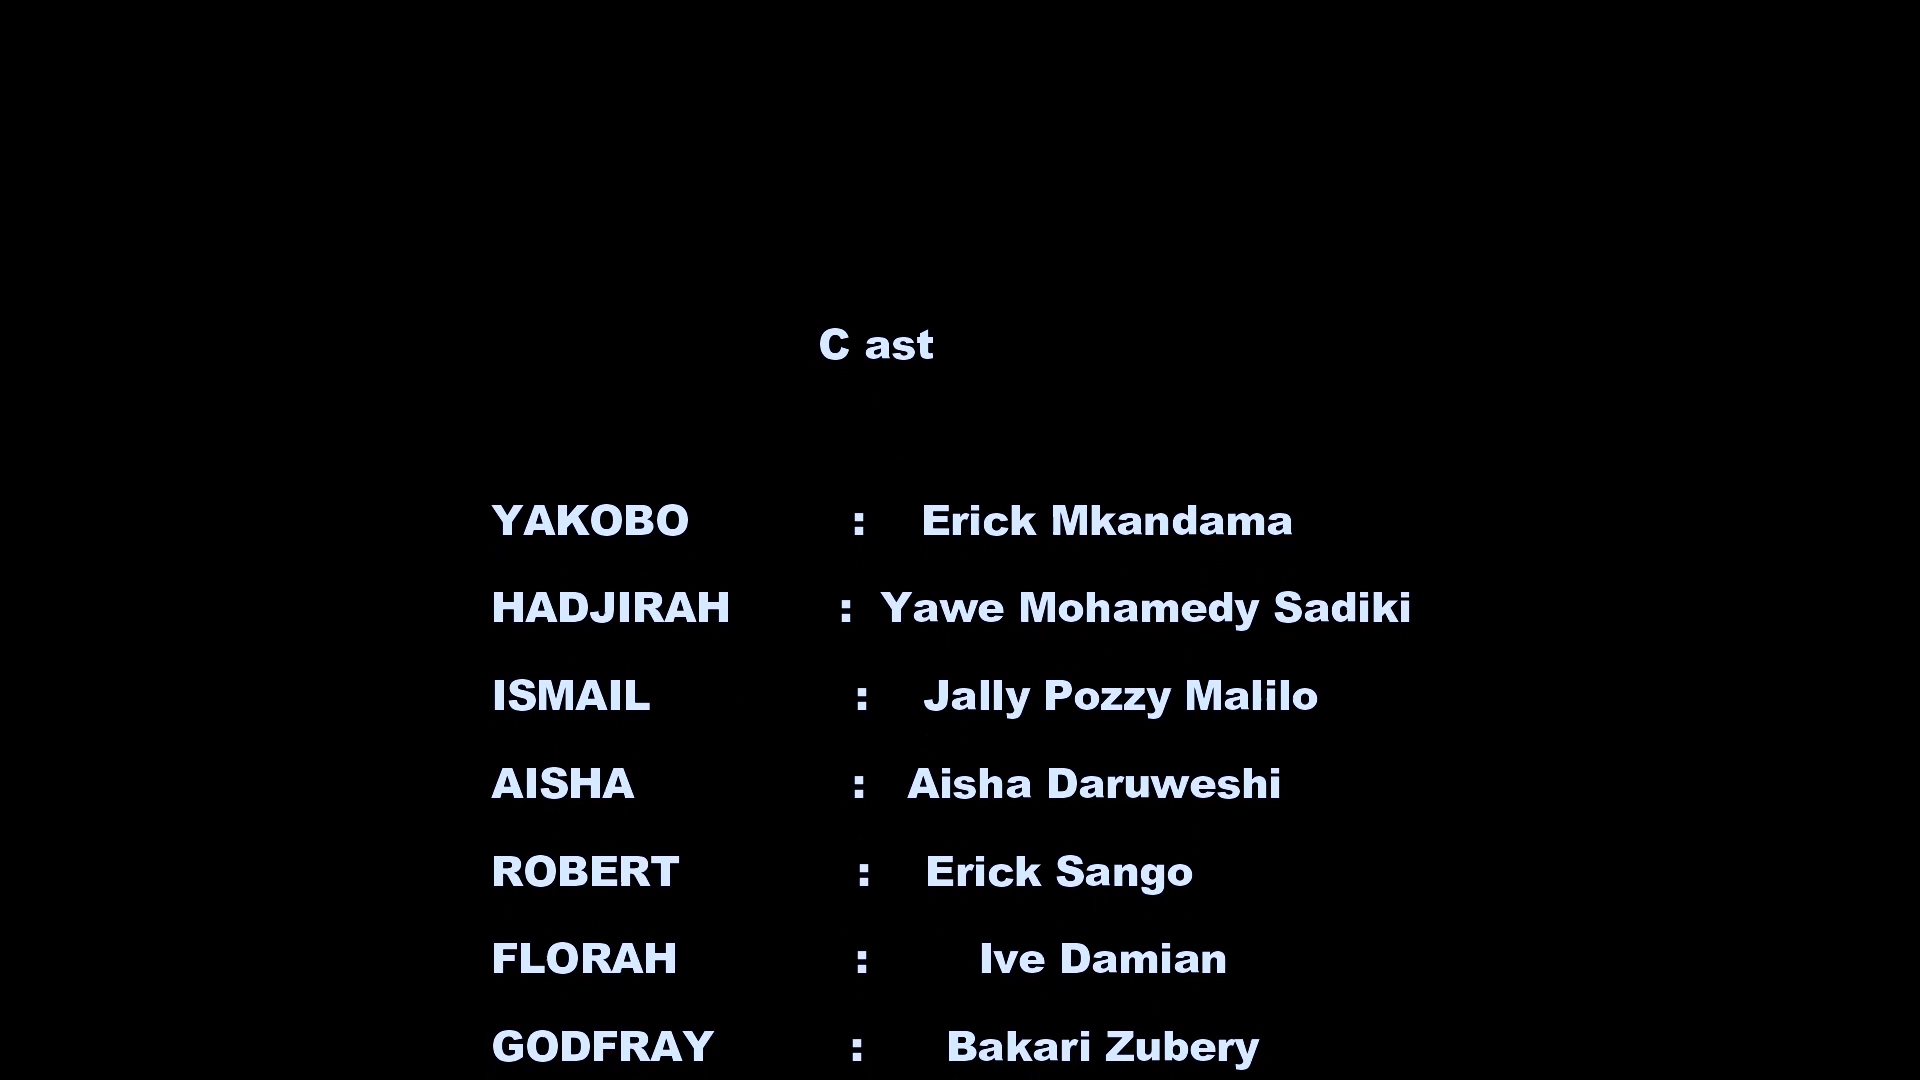 C ast
YAKOBO : Erick Mkandama
HADJIRAH : Yawe Mohamedy Sadiki
ISMAIL : Jally Pozzy Malilo
AISHA : Aisha Daruweshi
ROBERT : Erick Sango
FLORAH : Ive Damian
GODFRAY : Bakari Zubery